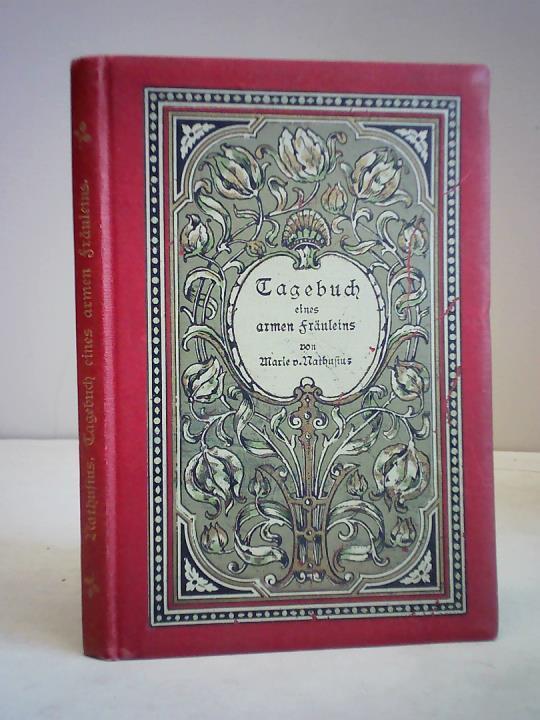 Nathusius, Tagebuch eines armen Fräuleins.
Tagebuch
eines
armen Fräuleins
von
Marie v. Nathusius